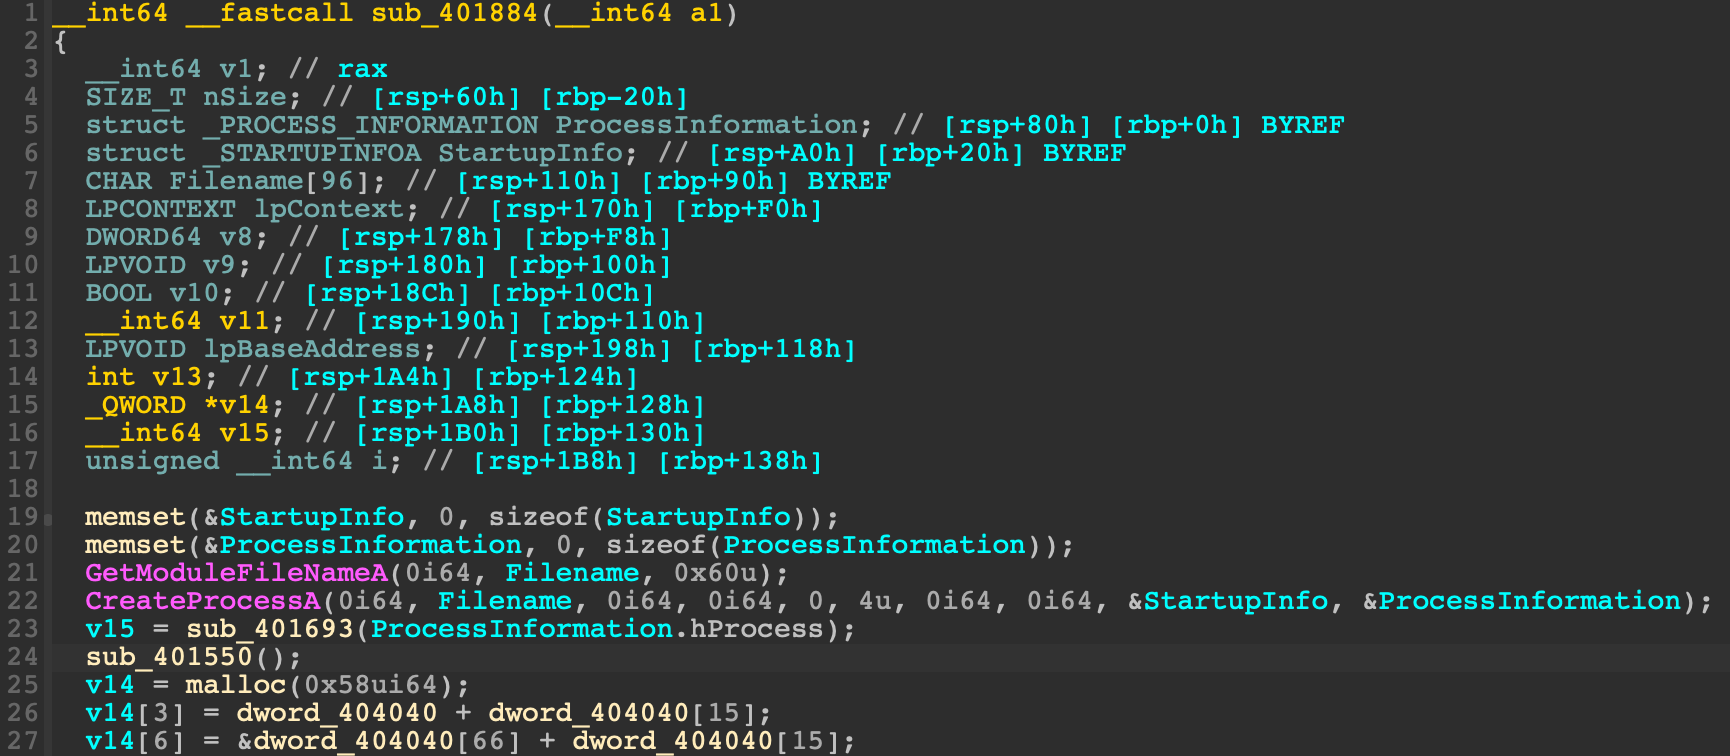 1 __int64 __fastcall sub_401884(__int64 a1)
2 {
3 __int64 v1; // rax
4 SIZE_T nSize; // [rsp+60h] [rbp-20h]
5 struct _PROCESS_INFORMATION ProcessInformation; // [rsp+80h] [rbp+0h] BYREF
6 struct _STARTUPINFOA StartupInfo; // [rsp+A0h] [rbp+20h] BYREF
7 CHAR Filename[96]; // [rsp+110h] [rbp+90h] BYREF
8 LPCONTEXT lpContext; // [rsp+170h] [rbp+F0h]
9 DWORD64 v8; // [rsp+178h] [rbp+F8h]
10 LPVOID v9; // [rsp+180h] [rbp+100h]
11 BOOL v10; // [rsp+18Ch] [rbp+10Ch]
12 __int64 v11; // [rsp+190h] [rbp+110h]
13 LPVOID lpBaseAddress; // [rsp+198h] [rbp+118h]
14 int v13; // [rsp+1A4h] [rbp+124h]
15 _QWORD *v14; // [rsp+1A8h] [rbp+128h]
16 __int64 v15; // [rsp+1B0h] [rbp+130h]
17 unsigned __int64 i; // [rsp+1B8h] [rbp+138h]
18
19 memset(&StartupInfo, 0, sizeof(StartupInfo));
20 memset(&ProcessInformation, 0, sizeof(ProcessInformation));
21 GetModuleFileNameA(0i64, Filename, 0x60u);
22 CreateProcessA(0i64, Filename, 0i64, 0i64, 0, 4u, 0i64, 0i64, &StartupInfo, &ProcessInformation);
23 v15 = sub_401693(ProcessInformation.hProcess);
24 sub_401550();
25 v14 = malloc(0x58ui64);
26 v14[3] = dword_404040 + dword_404040[15];
27 v14[6] = &dword_404040[66] + dword_404040[15];